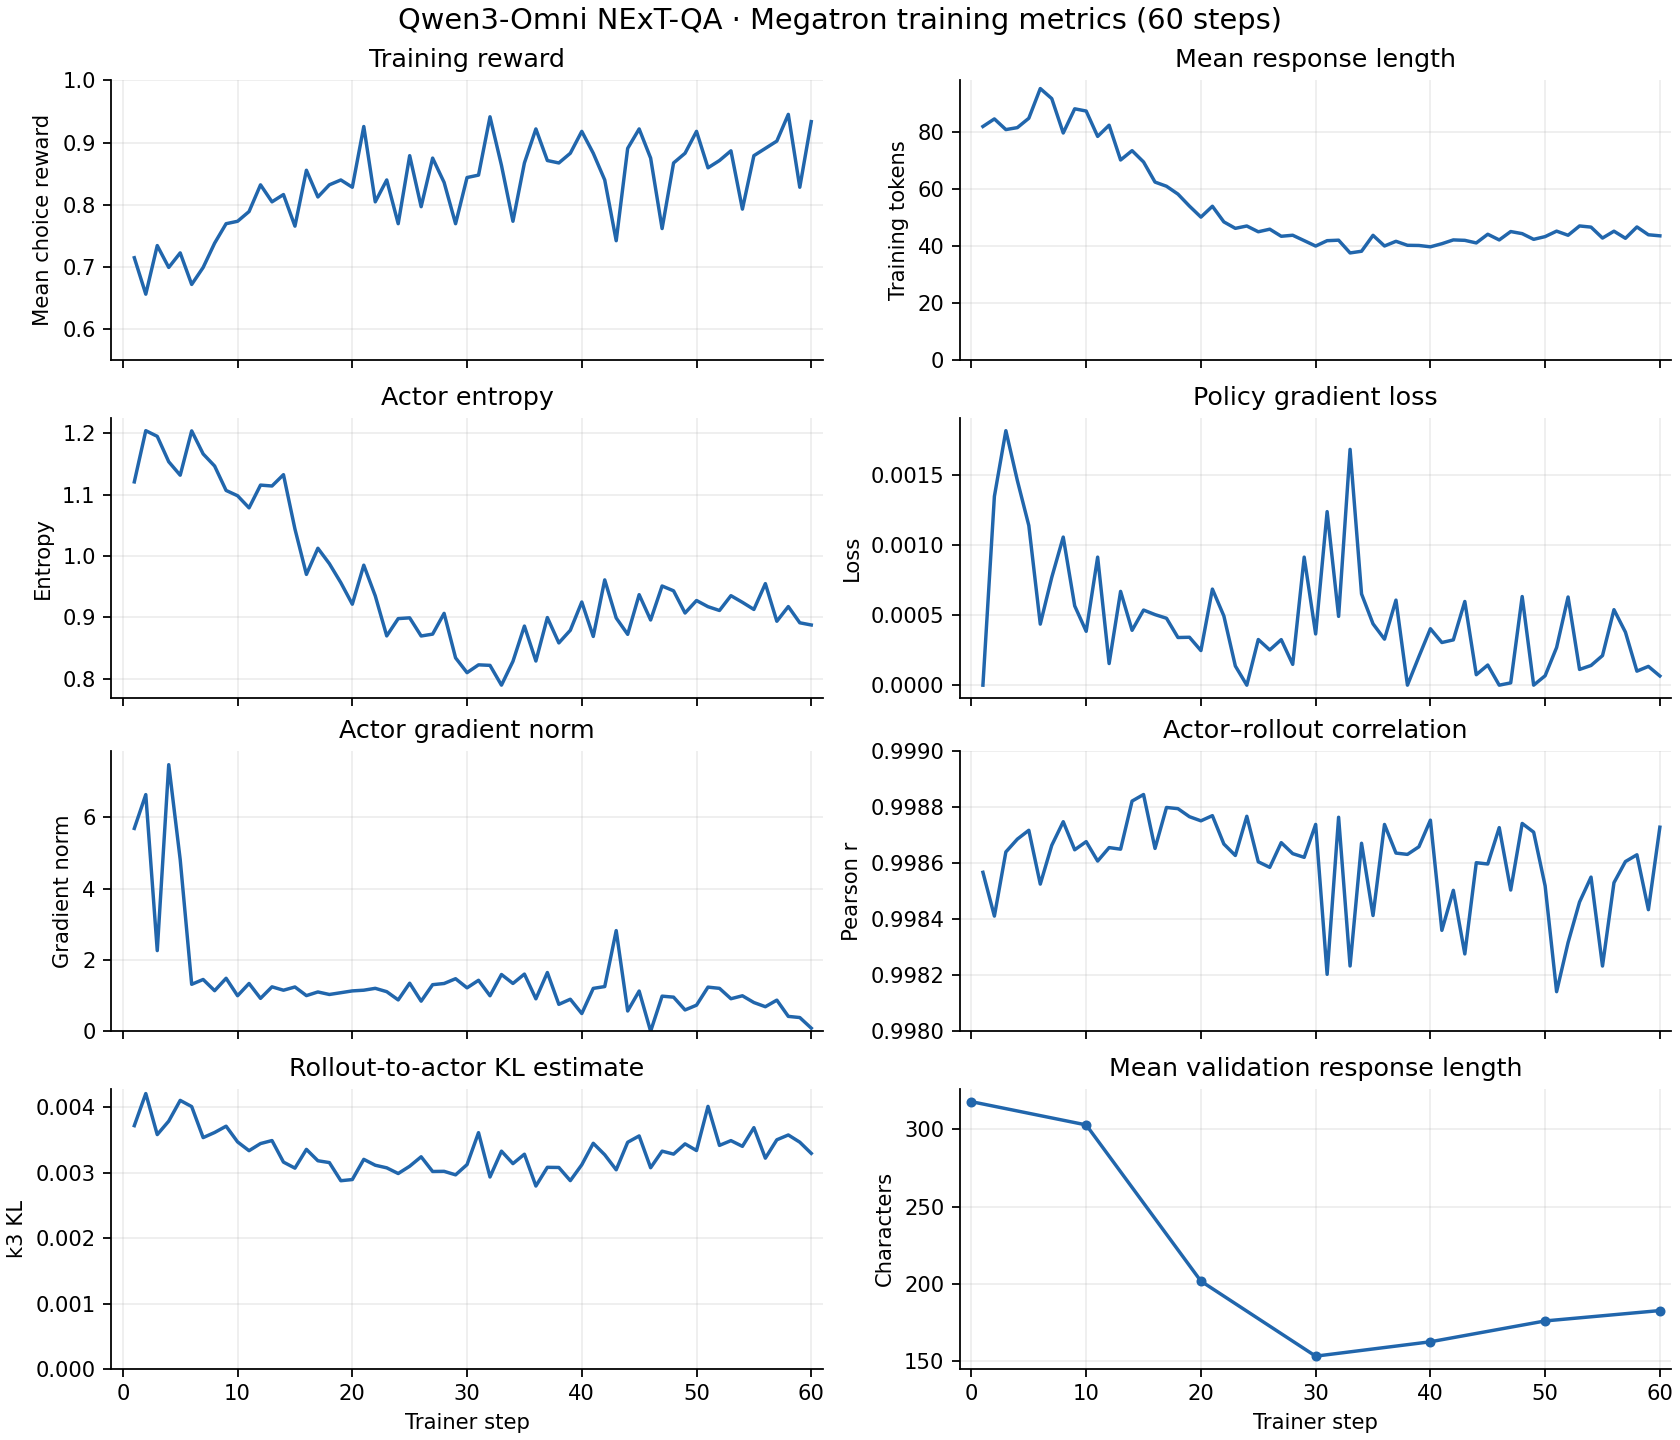 Qwen3-Omni NExT-QA · Megatron training metrics (60 steps)
Training reward
Mean choice reward
1.0
0.9
0.8
0.7
0.6
Mean response length
Training tokens
80
60
40
20
0
Actor entropy
Entropy
1.2
1.1
1.0
0.9
0.8
Policy gradient loss
Loss
0.0015
0.0010
0.0005
0.0000
Actor gradient norm
Gradient norm
6
4
2
0
Actor–rollout correlation
Pearson r
0.9990
0.9988
0.9986
0.9984
0.9982
0.9980
Rollout-to-actor KL estimate
k3 KL
0.004
0.003
0.002
0.001
0.000
0 10 20 30 40 50 60
Trainer step
Mean validation response length
Characters
300
250
200
150
0 10 20 30 40 50 60
Trainer step